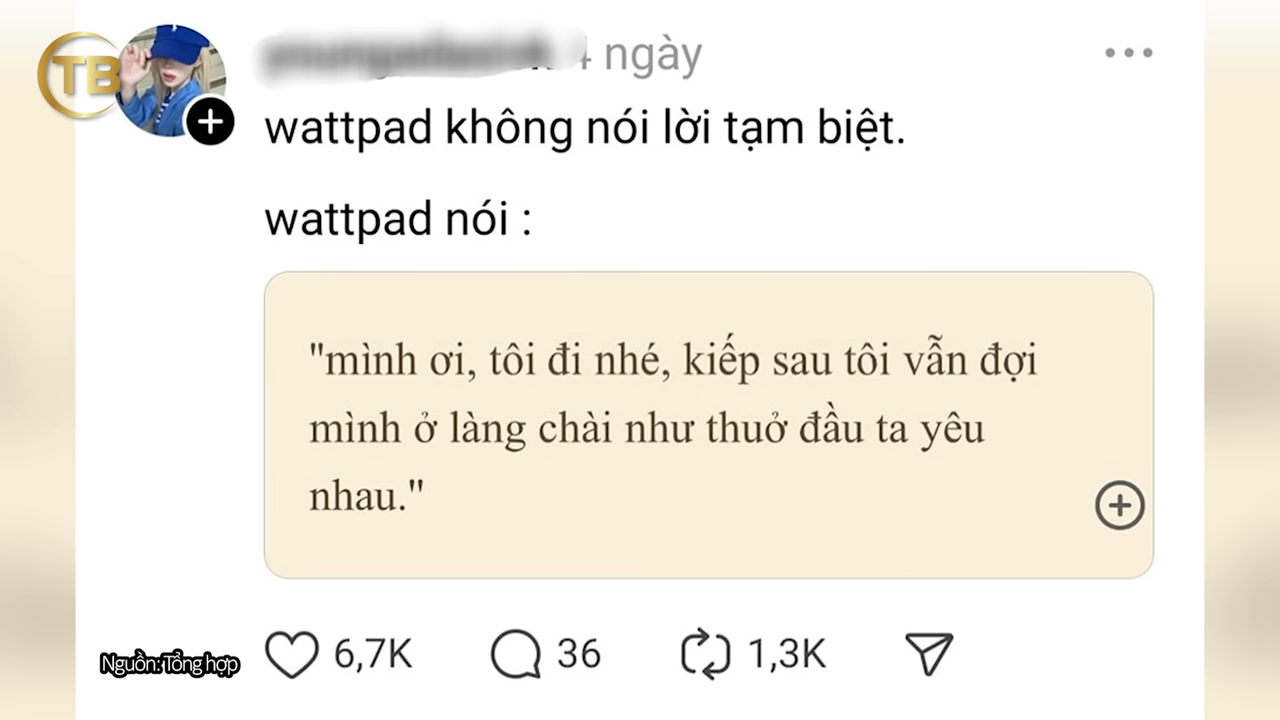 TB
4 ngày
wattpad không nói lời tạm biệt.
wattpad nói :
"mình ơi, tôi đi nhé, kiếp sau tôi vẫn đợi
mình ở làng chài như thuở đầu ta yêu
nhau."
6,7K
36
1,3K
Nguồn: Tổng hợp